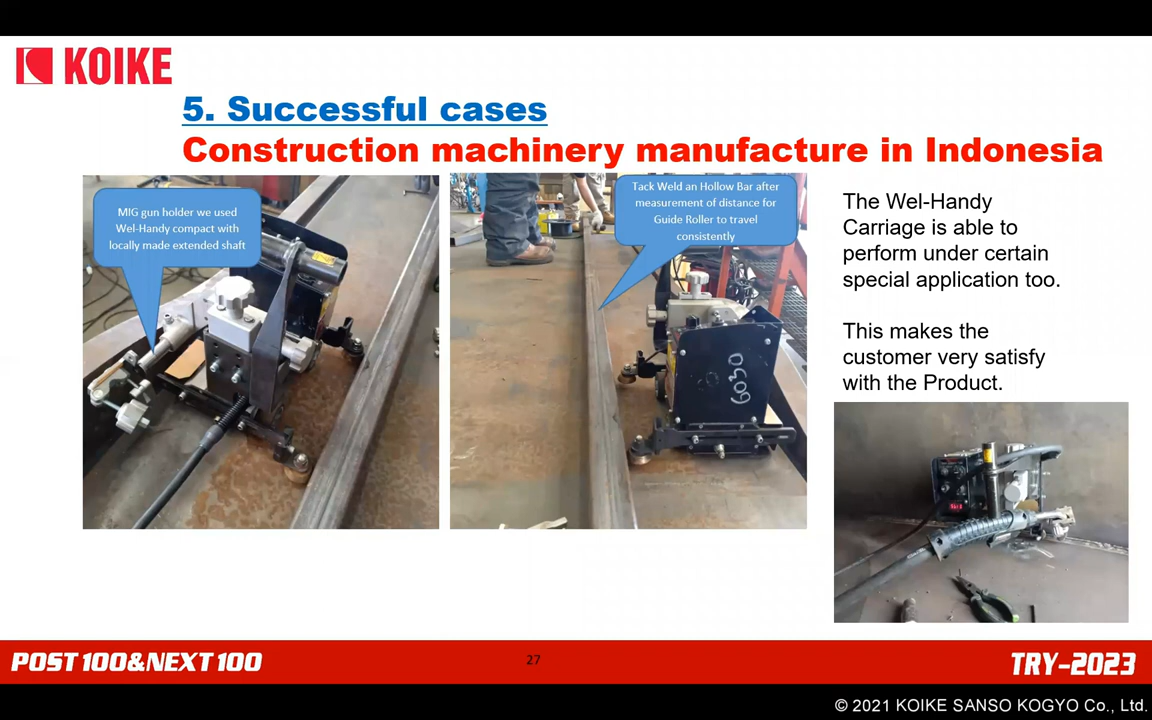 KOIKE
5. Successful cases
Construction machinery manufacture in Indonesia
MIG gun holder we used
Wel-Handy compact with
locally made extended shaft
Tack Weld an Hollow Bar after
measurement of distance for
Guide Roller to travel
consistently
6030
The Wel-Handy
Carriage is able to
perform under certain
special application too.
This makes the
customer very satisfy
with the Product.
POST 100&NEXT 100
27
TRY-2023
© 2021 KOIKE SANSO KOGYO Co., Ltd.